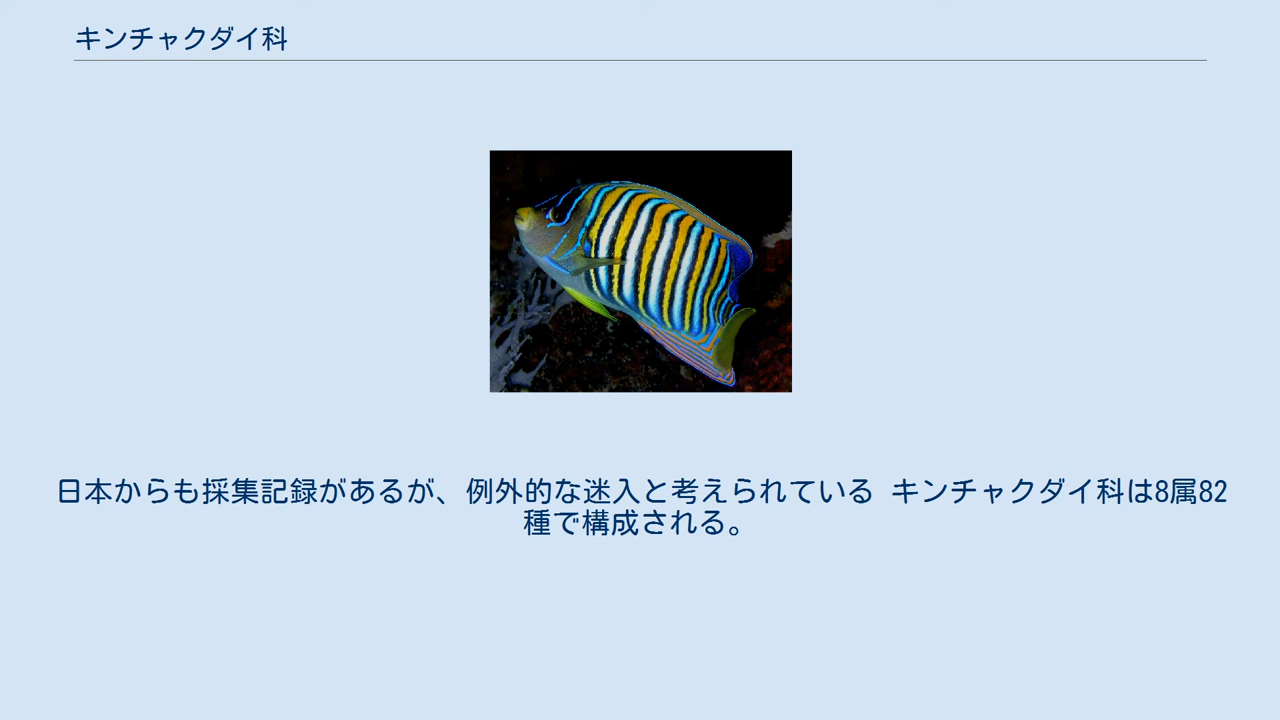 キンチャクダイ科
日本からも採集記録があるが、例外的な迷入と考えられている キンチャクダイ科は8属82
種で構成される。